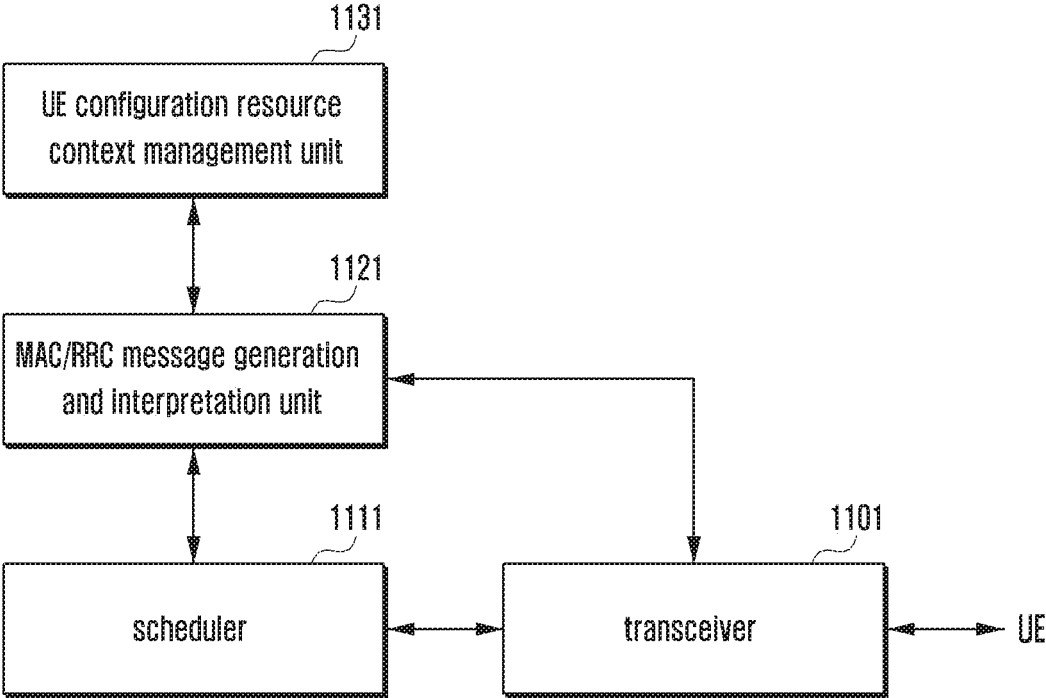 1131
UE configuration resource
context management unit
1121
MAC/RRC message generation
and interpretation unit
1111
scheduler
1101
transceiver
UE